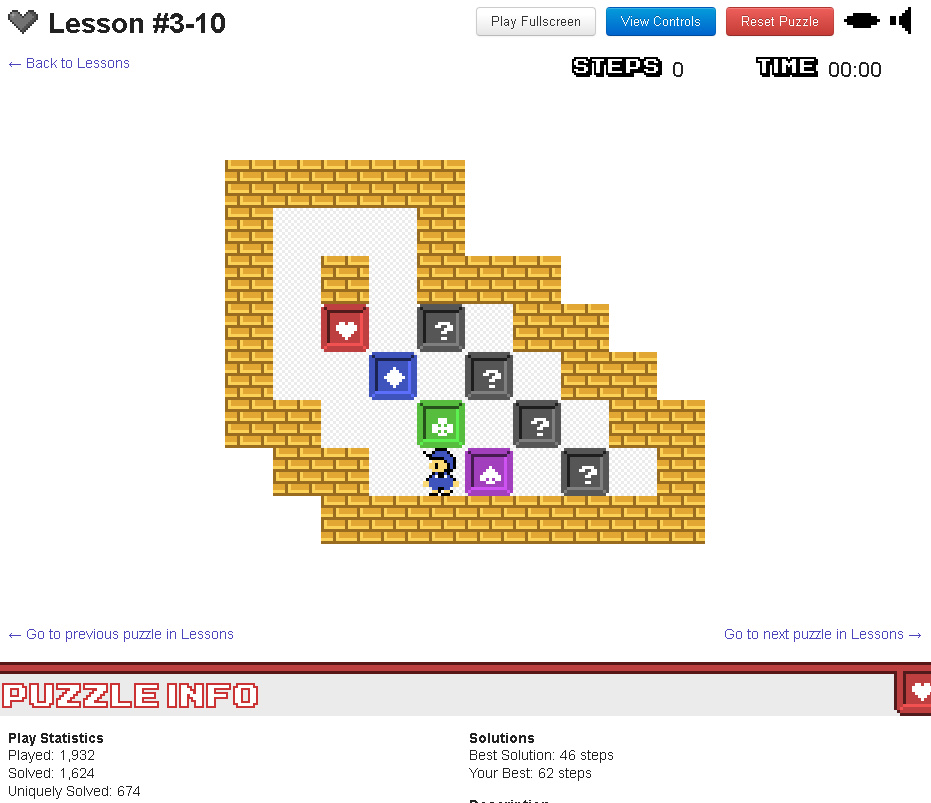 Lesson #3-10
Play Fullscreen
View Controls
Reset Puzzle
← Back to Lessons
STEPS 0
TIME 00:00
?
?
?
?
← Go to previous puzzle in Lessons
Go to next puzzle in Lessons →
PUZZLE INFO
Play Statistics
Played: 1,932
Solved: 1,624
Uniquely Solved: 674
Solutions
Best Solution: 46 steps
Your Best: 62 steps
Description